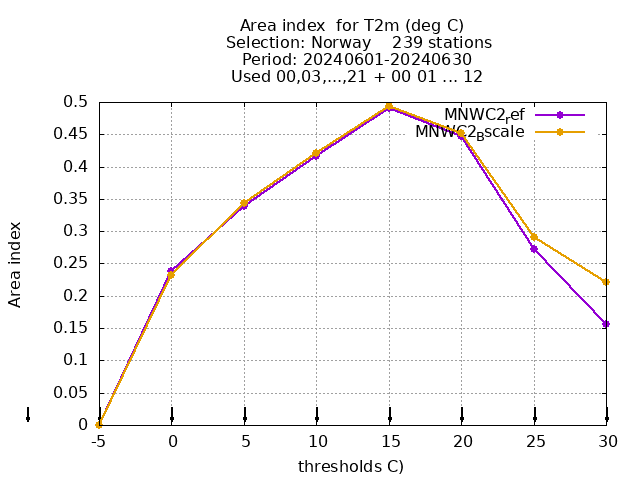 Area index  for T2m (deg C)
Selection: Norway    239 stations
Period: 20240601-20240630
Used 00,03,...,21 + 00 01 ... 12
0.5
0.45
0.4
0.35
0.3
0.25
0.2
0.15
0.1
0.05
0
MNWC2ref
MNWC2Bscale
Area index
-5 0 5 10 15 20 25 30
thresholds C)